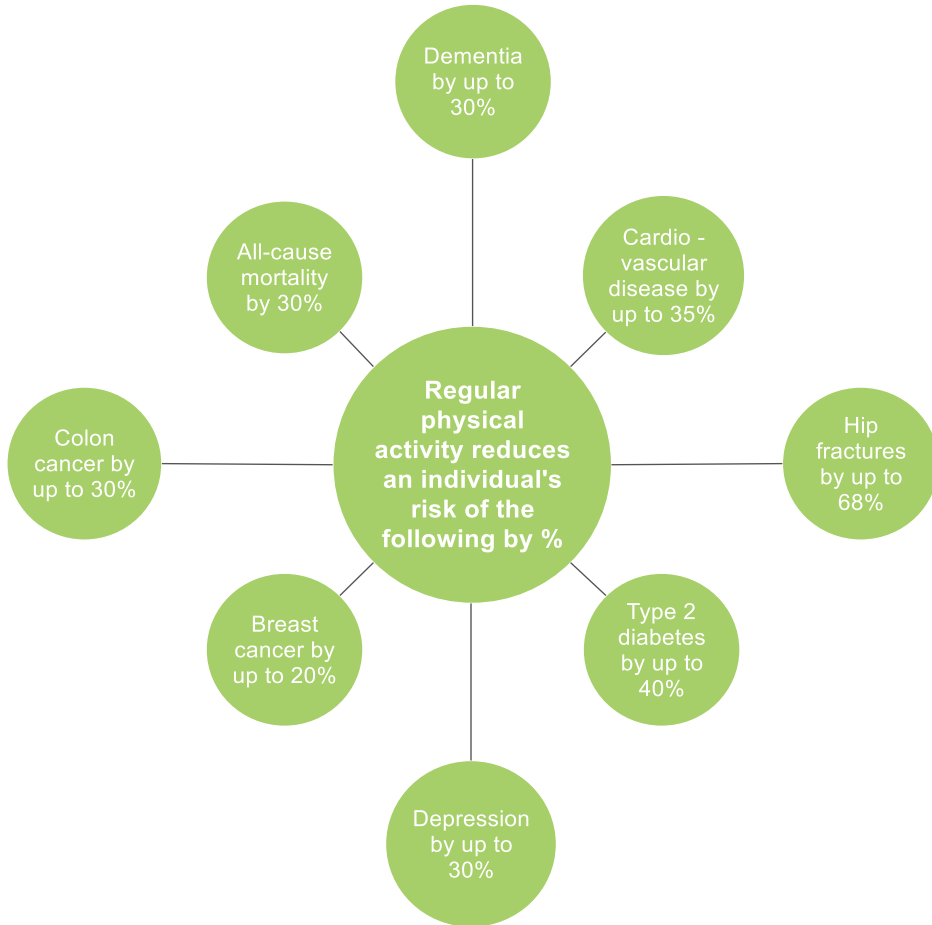 Dementia
by up to
30%
All-cause
mortality
by 30%
Cardio -
vascular
disease by
up to 35%
Regular
physical
activity reduces
an individual's
risk of the
following by %
Colon
cancer by
up to 30%
Hip
fractures
by up to
68%
Breast
cancer by
up to 20%
Type 2
diabetes
by up to
40%
Depression
by up to
30%